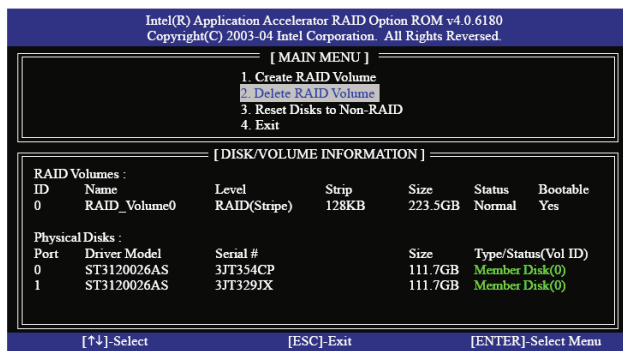 Intel(R) Application Accelerator RAID Option ROM v4.0.6180
Copyright(C) 2003-04 Intel Corporation. All Rights Reversed.
[ MAIN MENU ]
1. Create RAID Volume
2. Delete RAID Volume
3. Reset Disks to Non-RAID
4. Exit
[ DISK/VOLUME INFORMATION ]
RAID Volumes :
ID Name Level Strip Size Status Bootable
0 RAID_Volume0 RAID(Stripe) 128KB 223.5GB Normal Yes
Physical Disks :
Port Driver Model Serial # Size Type/Status(Vol ID)
0 ST3120026AS 3JT354CP 111.7GB Member Disk(0)
1 ST3120026AS 3JT329JX 111.7GB Member Disk(0)
[↑↓]-Select [ESC]-Exit [ENTER]-Select Menu